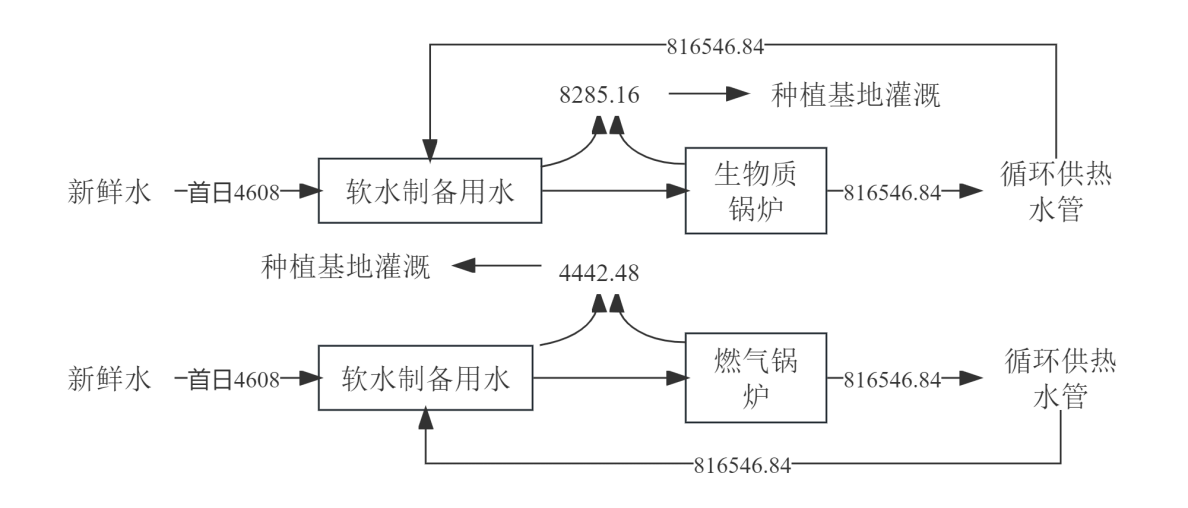 816546.84
8285.16
种植基地灌溉
新鲜水
首日4608
软水制备用水
生物质
锅炉
816546.84
循环供热
水管
种植基地灌溉
4442.48
新鲜水
首日4608
软水制备用水
燃气锅
炉
816546.84
循环供热
水管
816546.84